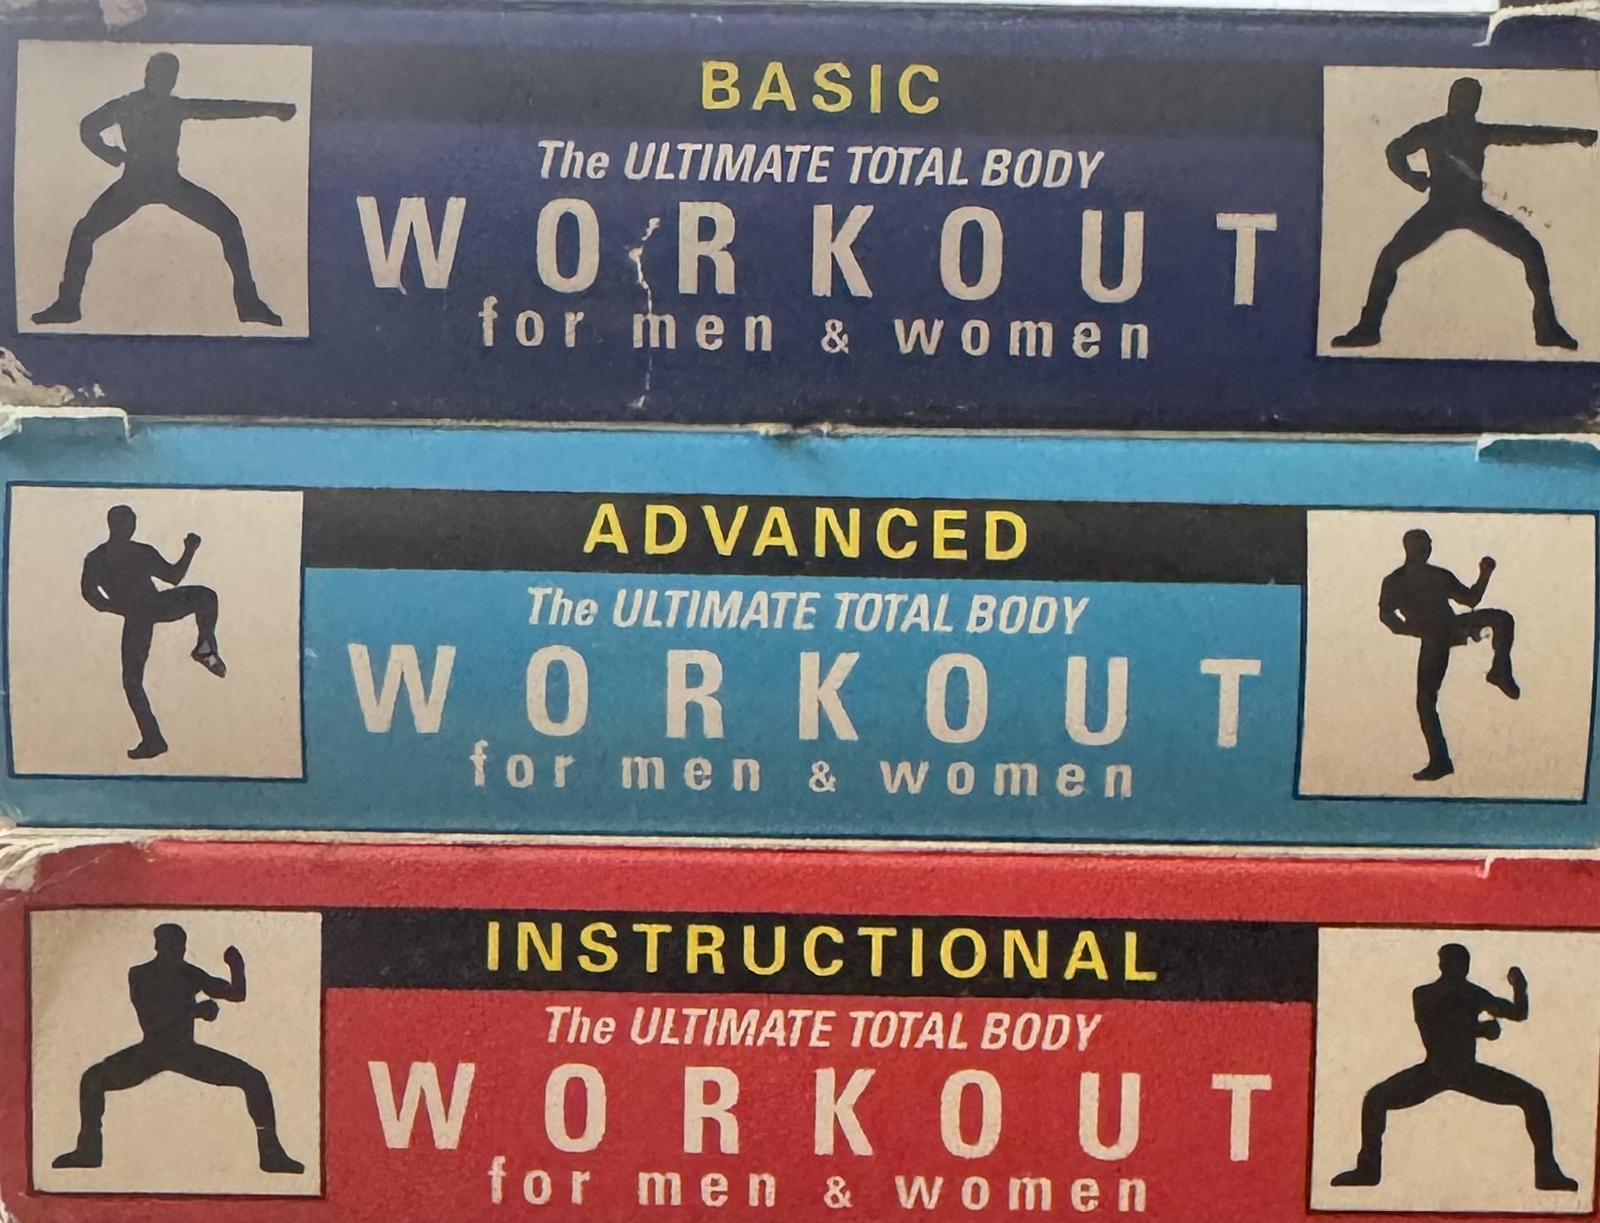 BASIC
The ULTIMATE TOTAL BODY
WORKOUT
for men & women
ADVANCED
The ULTIMATE TOTAL BODY
WORKOUT
for men & women
INSTRUCTIONAL
The ULTIMATE TOTAL BODY
WORKOUT
for men & women